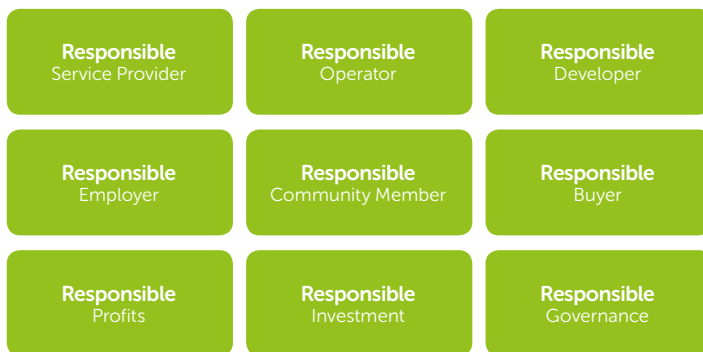 Responsible
Service Provider
Responsible
Operator
Responsible
Developer
Responsible
Employer
Responsible
Community Member
Responsible
Buyer
Responsible
Profits
Responsible
Investment
Responsible
Governance